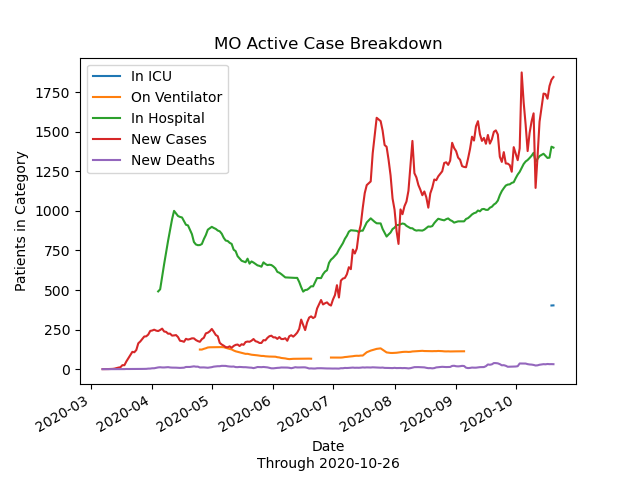 MO Active Case Breakdown
In ICU
On Ventilator
In Hospital
New Cases
New Deaths
Patients in Category
1750
1500
1250
1000
750
500
250
0
2020-03
2020-04
2020-05
2020-06
2020-07
2020-08
2020-09
2020-10
Date
Through 2020-10-26